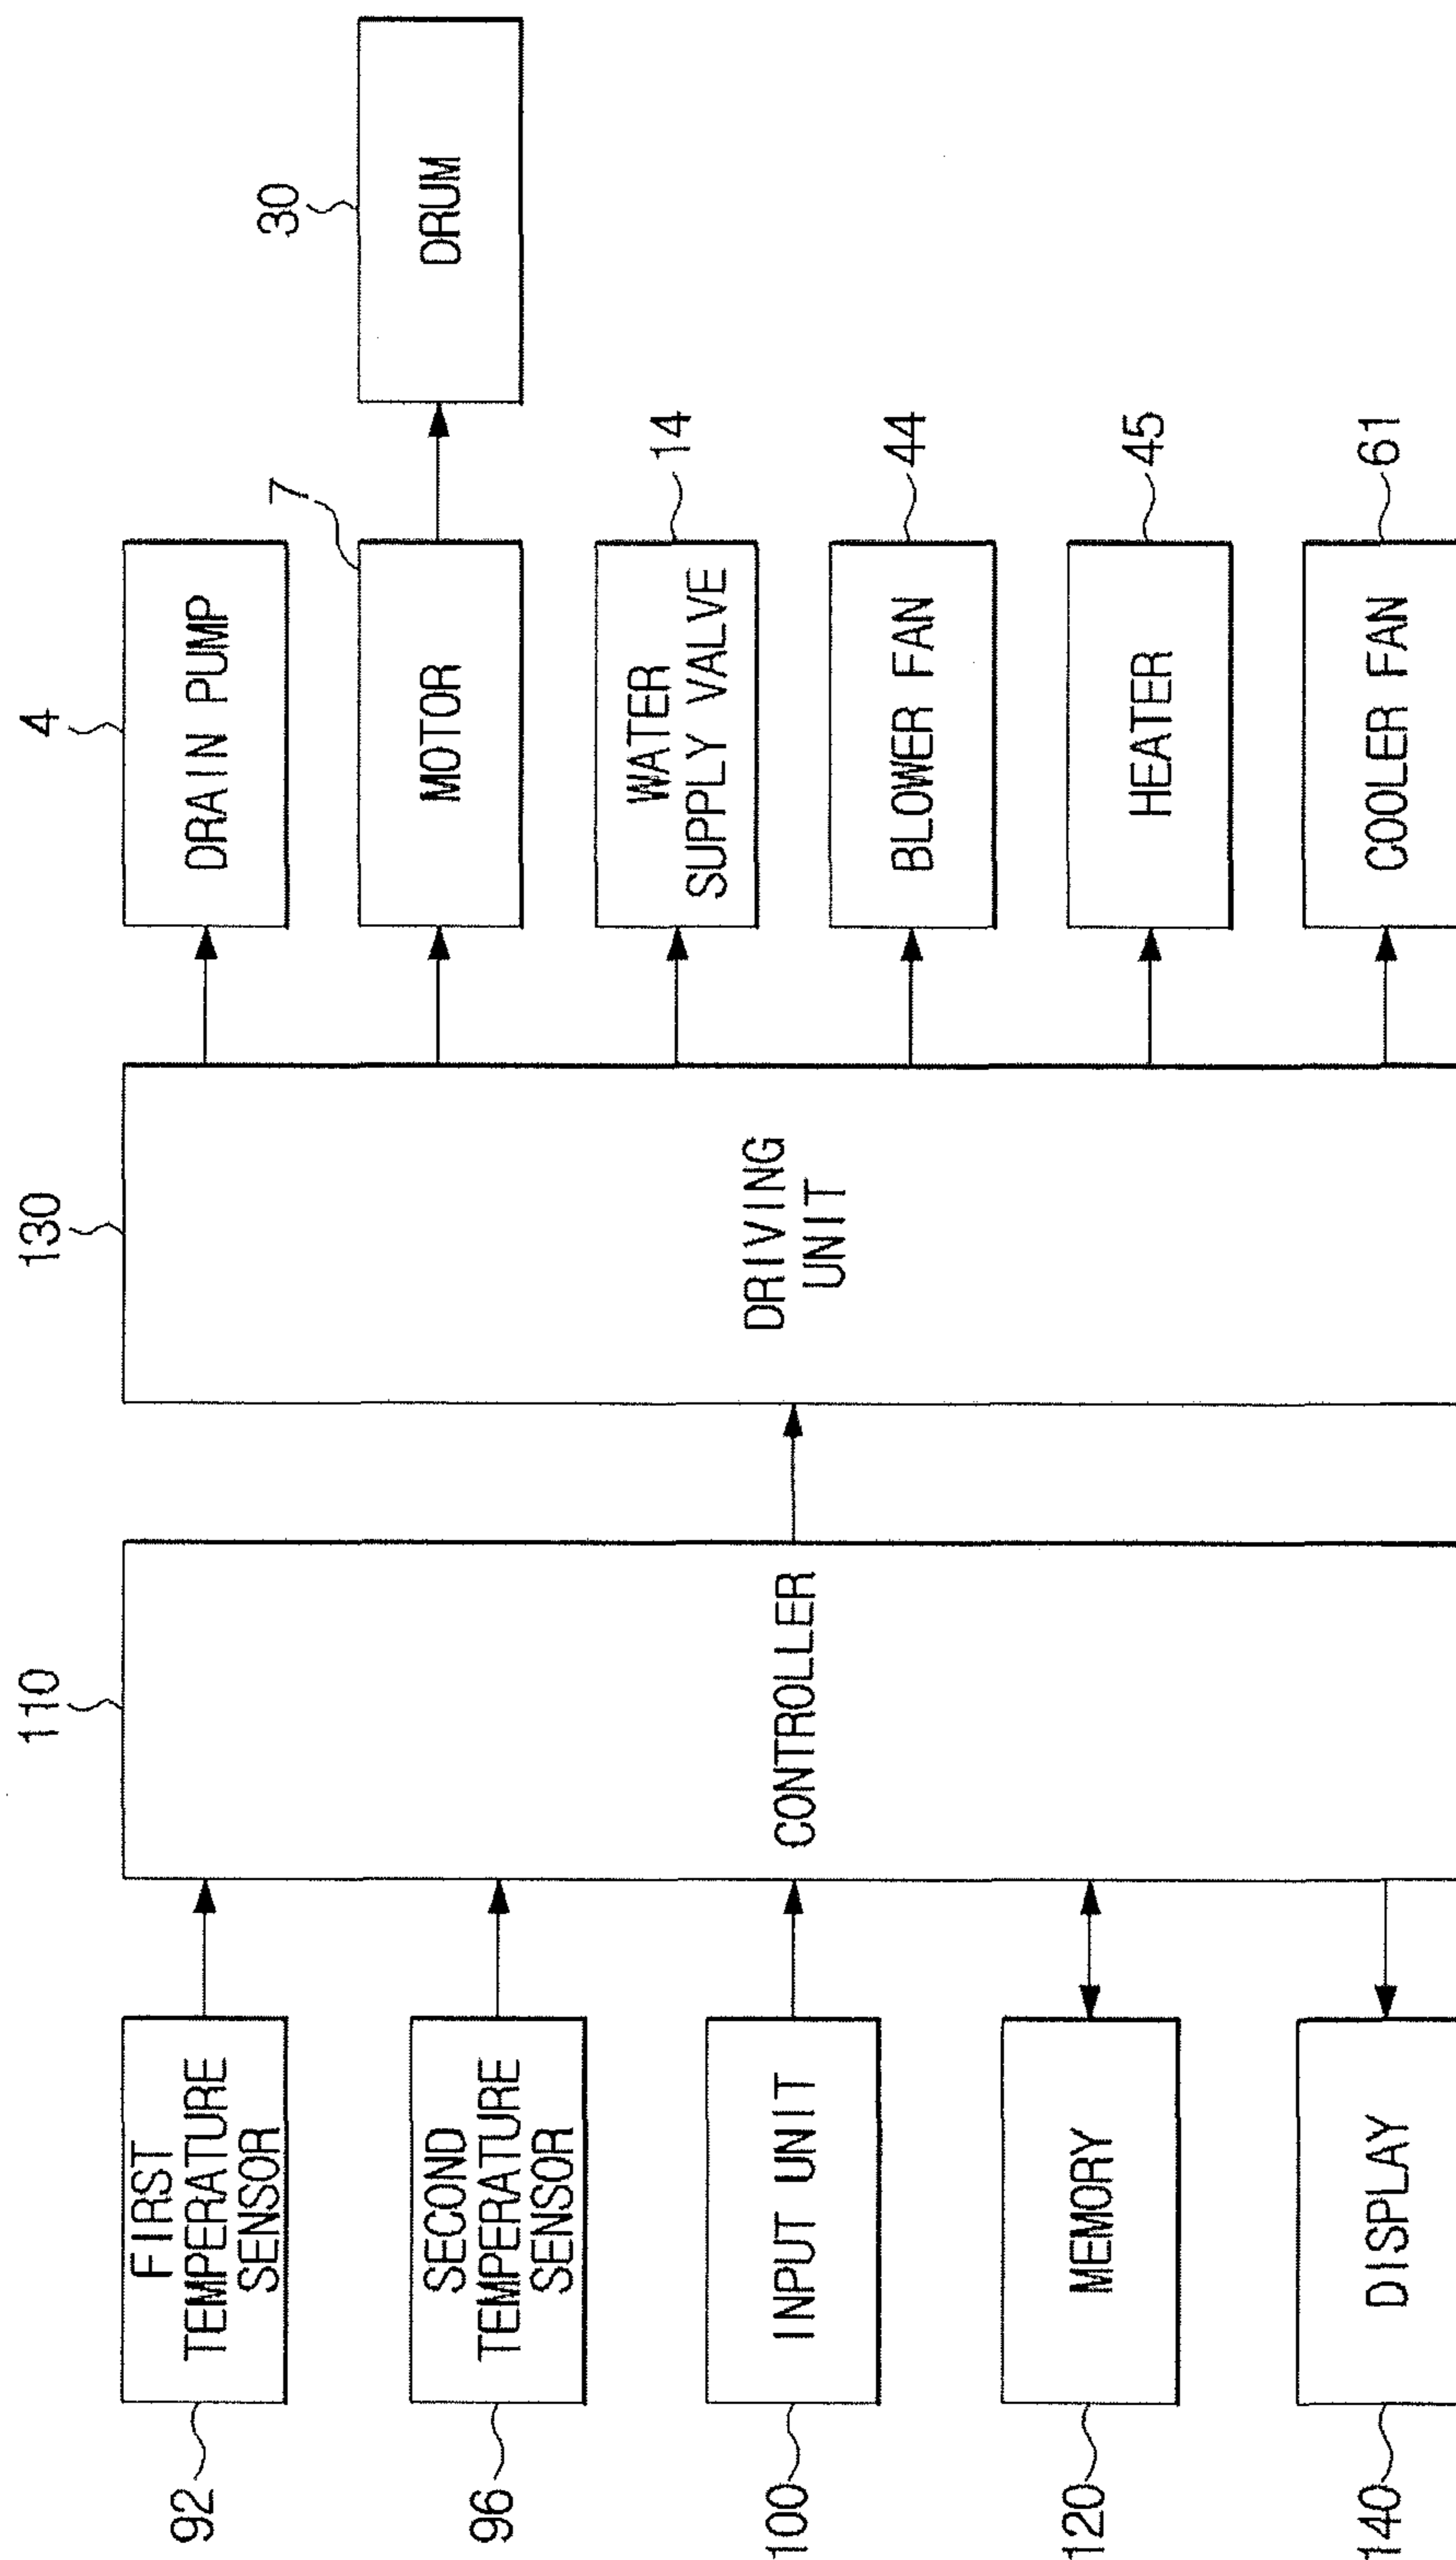 92
FIRST
TEMPERATURE
SENSOR
96
SECOND
TEMPERATURE
SENSOR
100
INPUT UNIT
120
MEMORY
140
DISPLAY
110
CONTROLLER
130
DRIVING
UNIT
4
DRAIN PUMP
7
MOTOR
30
DRUM
WATER
SUPPLY VALVE
14
BLOWER FAN
44
HEATER
45
COOLER FAN
61